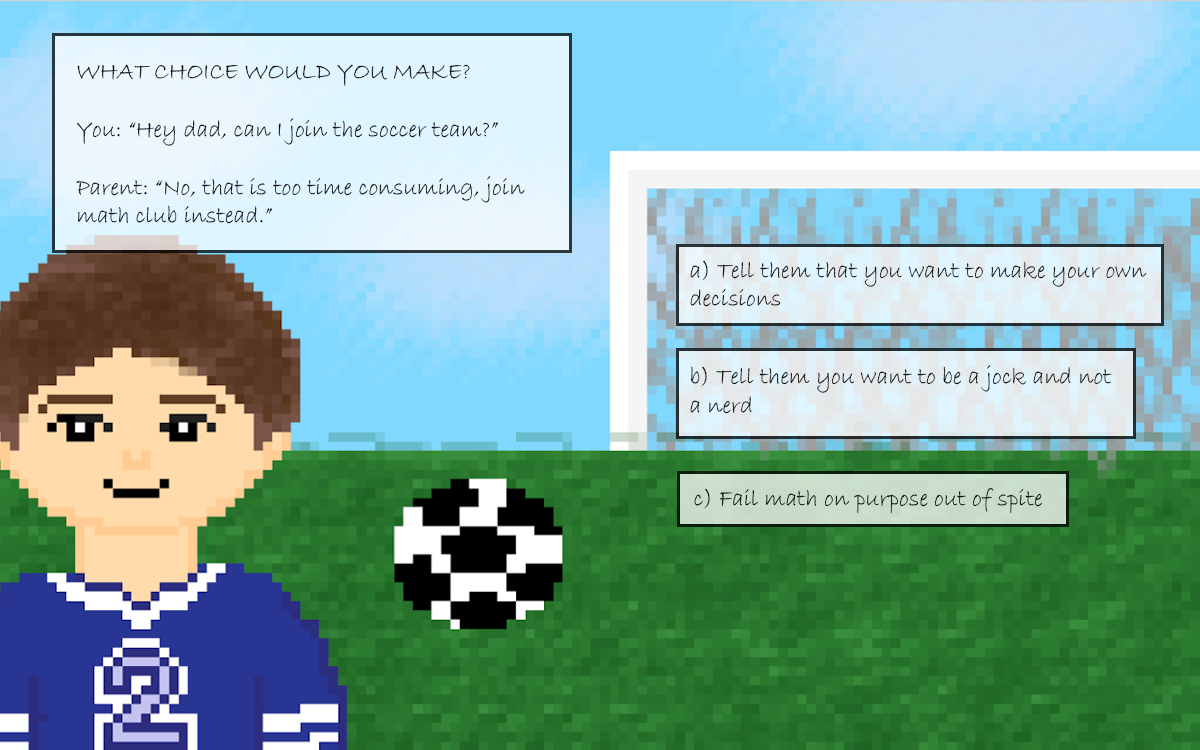 WHAT CHOICE WOULD YOU MAKE?
You: “Hey dad, can I join the soccer team?”
Parent: “No, that is too time consuming, join
math club instead.”
a) Tell them that you want to make your own
decisions
b) Tell them you want to be a jock and not
a nerd
c) Fail math on purpose out of spite
2